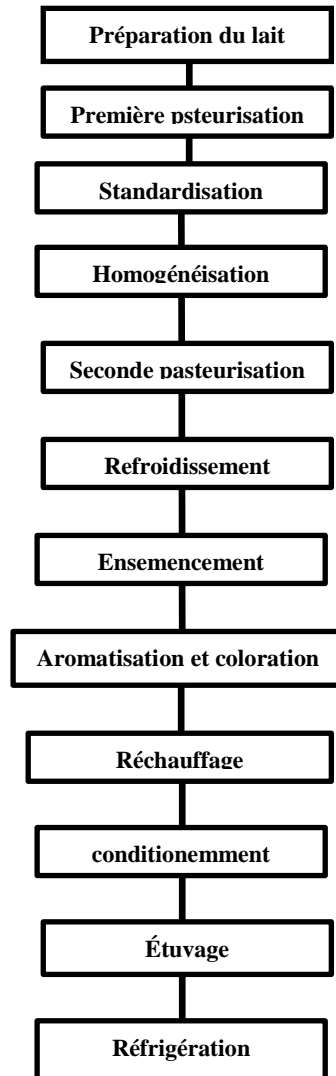 Préparation du lait
Première psteurisation
Standardisation
Homogénéisation
Seconde pasteurisation
Refroidissement
Ensemencement
Aromatisation et coloration
Réchauffage
conditionemment
Étuvage
Réfrigération